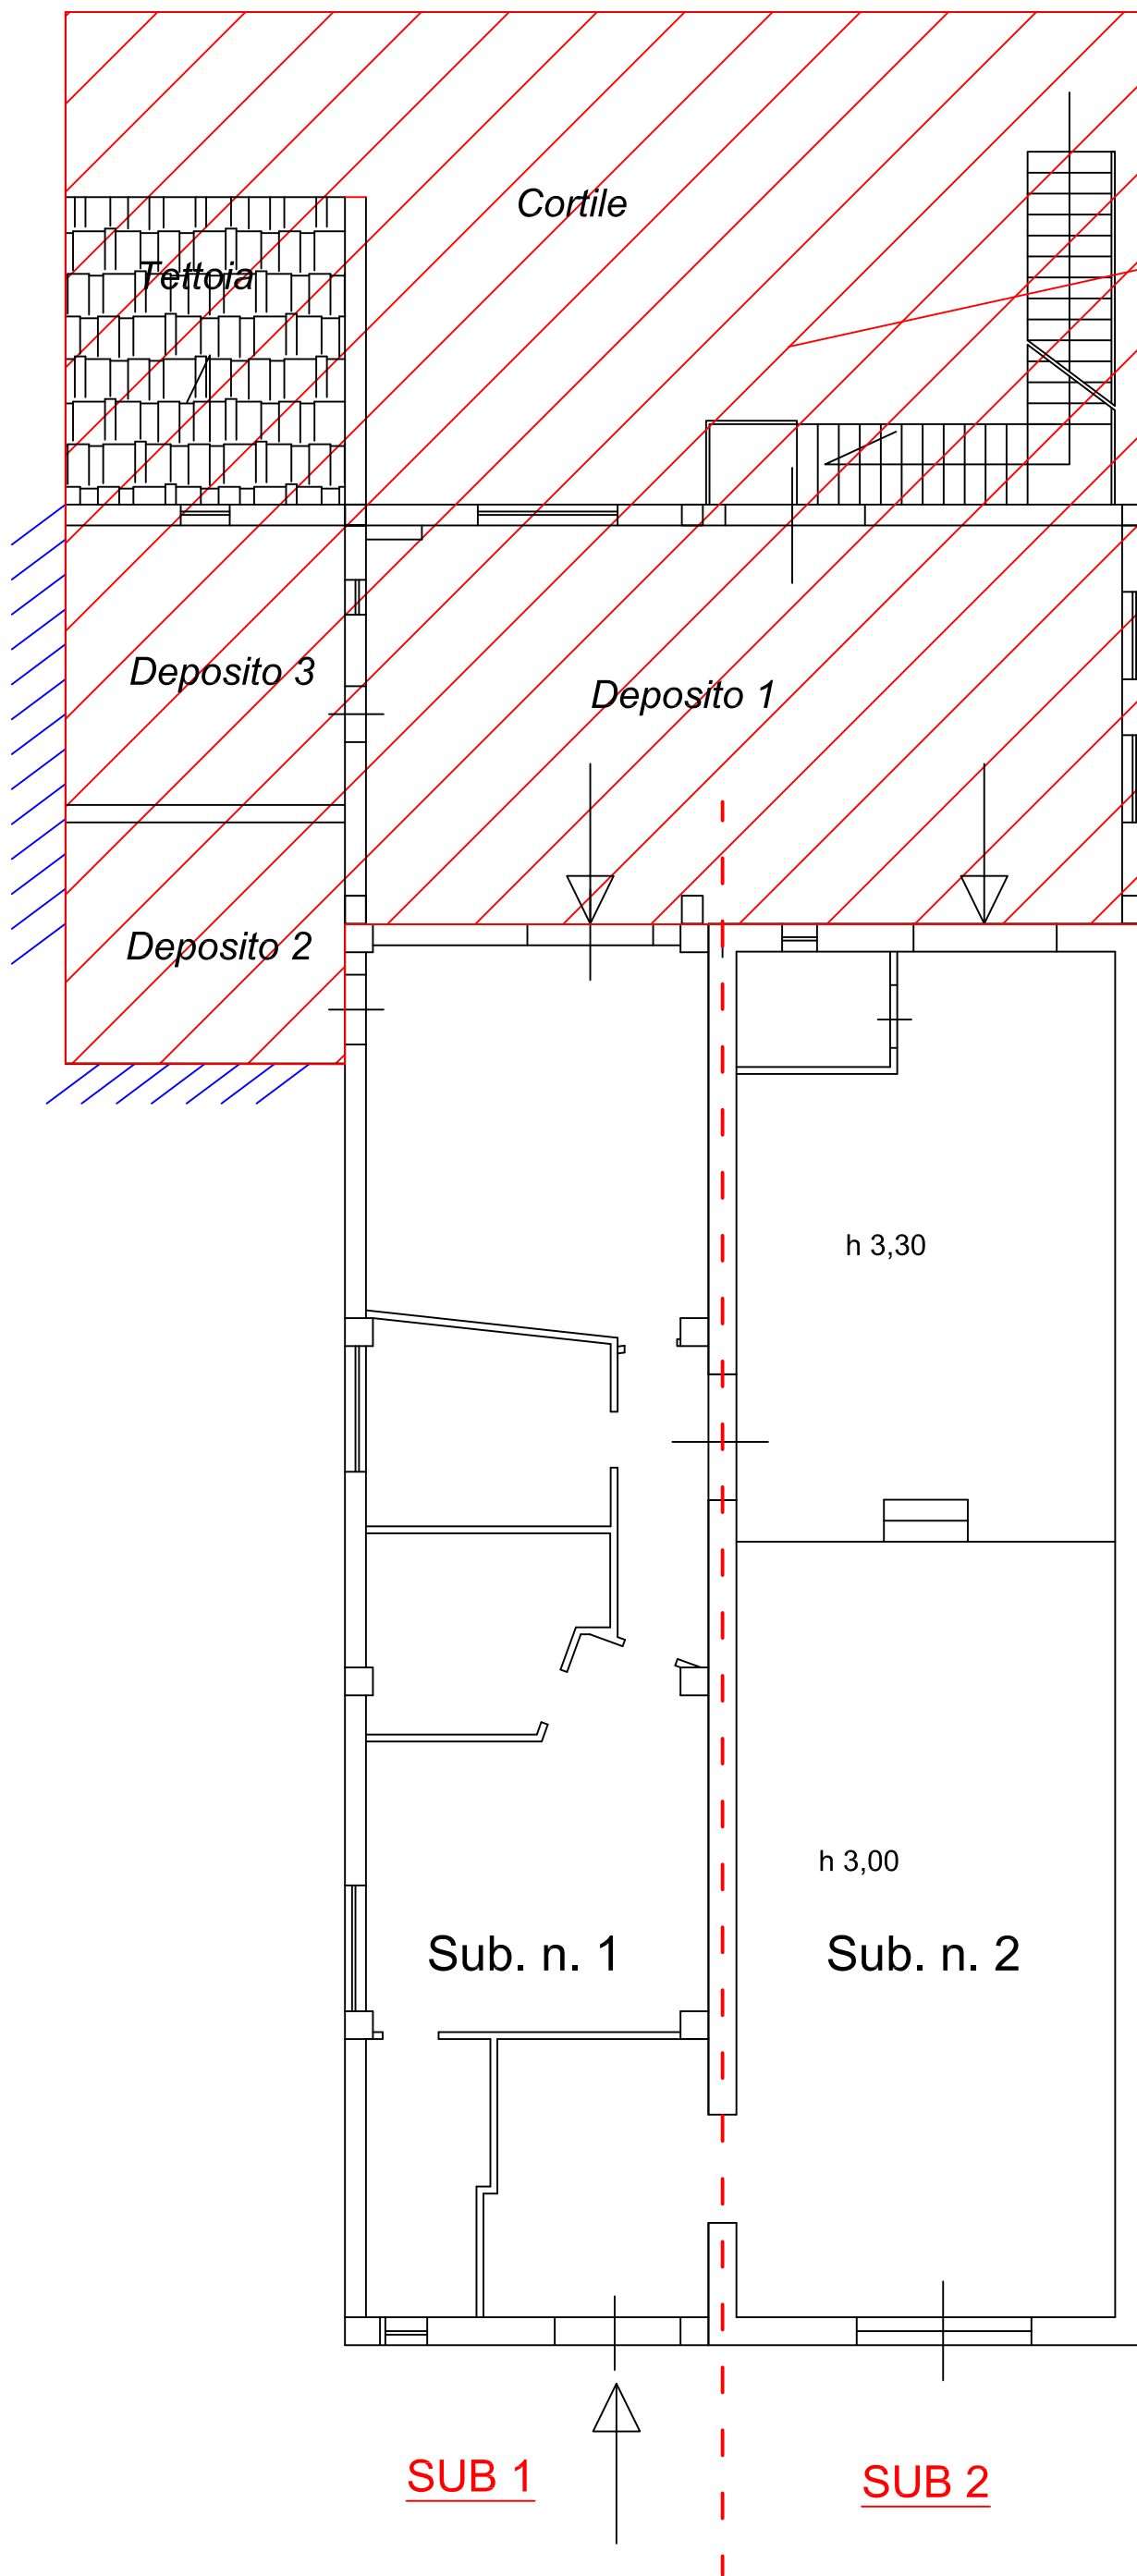 Cortile
Tettoia
Deposito 3
Deposito 1
Deposito 2
h 3,30
h 3,00
Sub. n. 1
Sub. n. 2
SUB 1
SUB 2